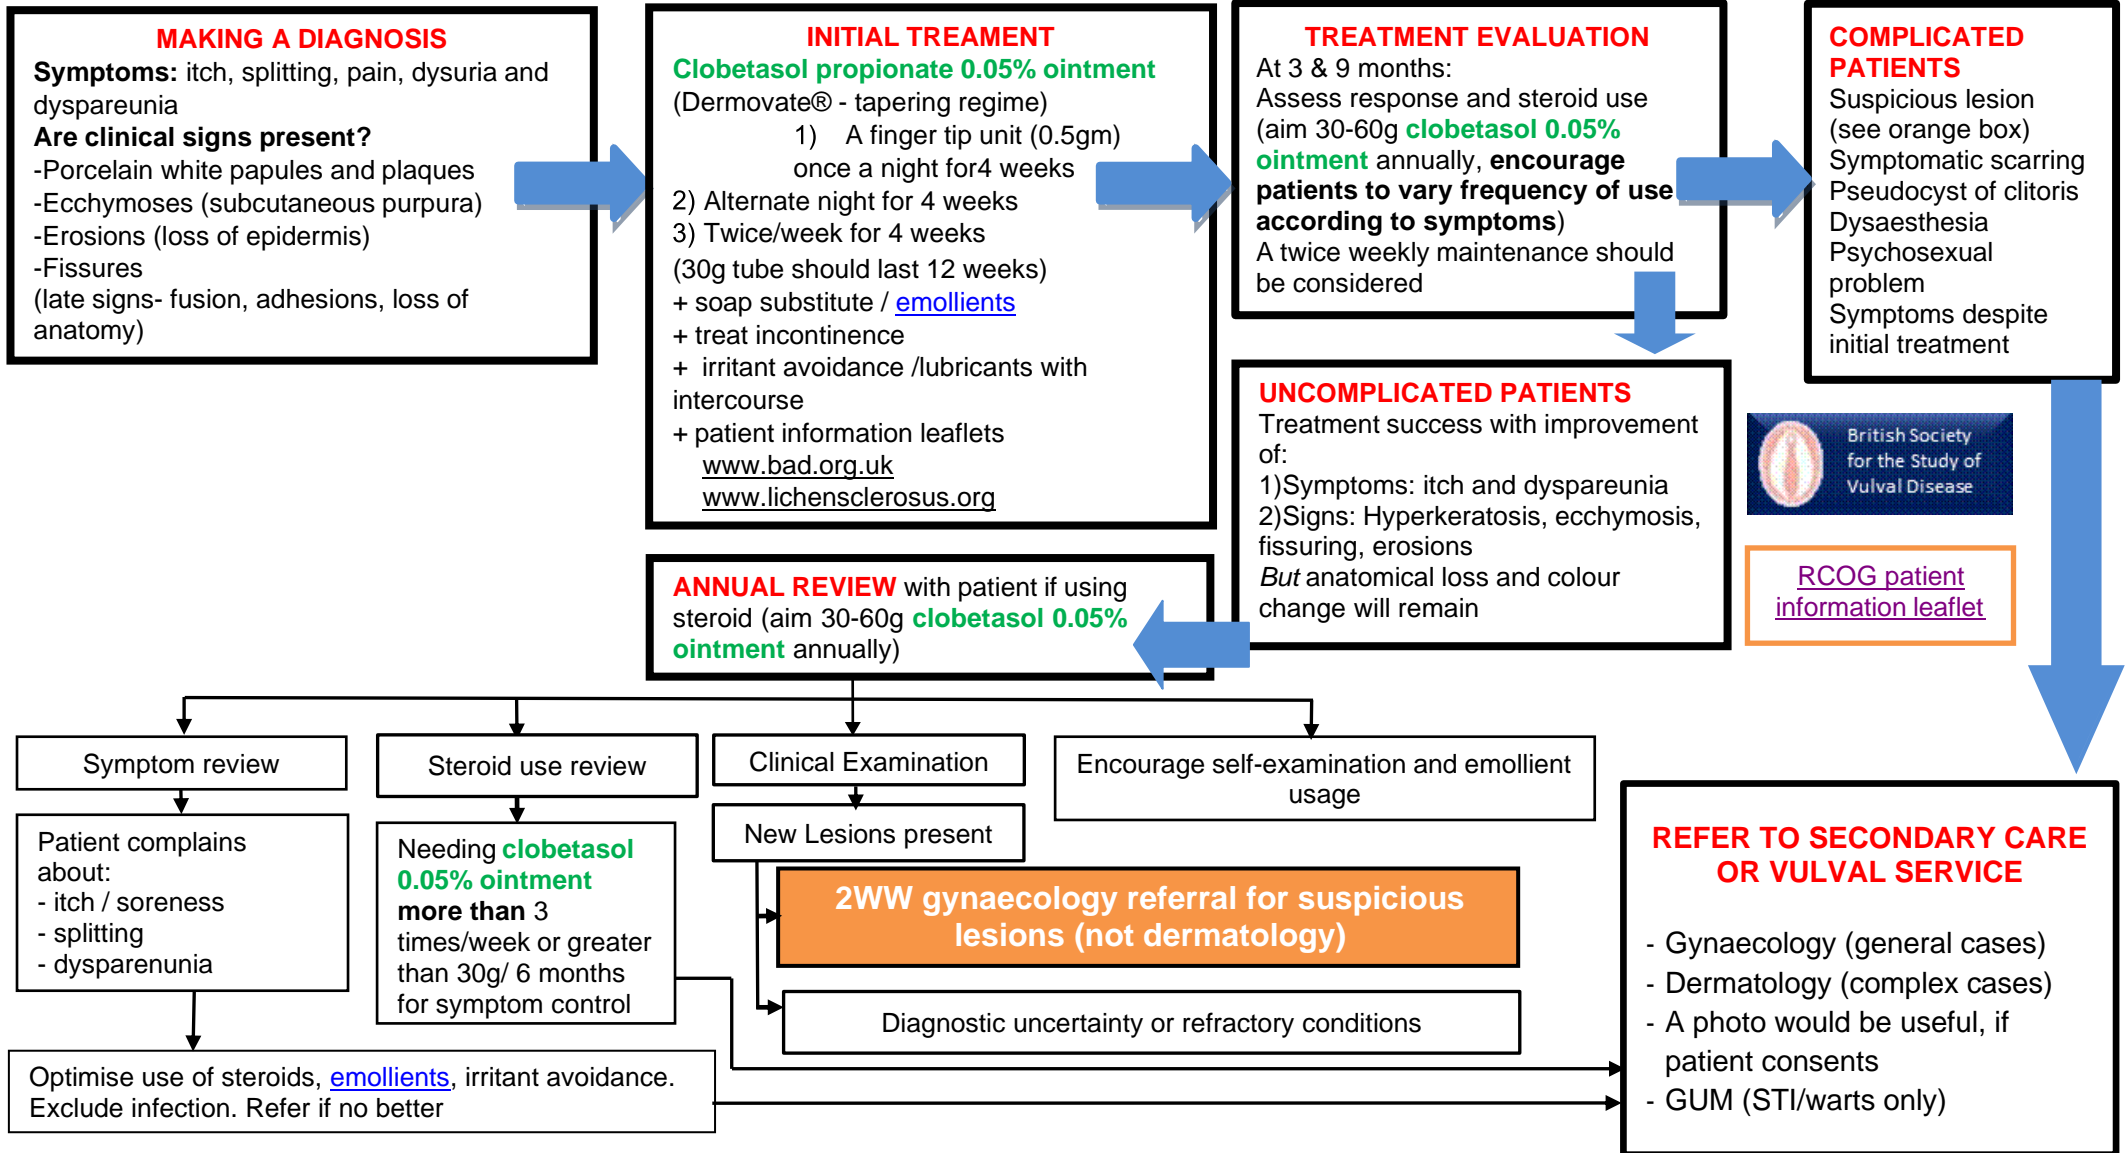 MAKING A DIAGNOSIS
Symptoms: itch, splitting, pain, dysuria and
dyspareunia
Are clinical signs present?
-Porcelain white papules and plaques
-Ecchymoses (subcutaneous purpura)
-Erosions (loss of epidermis)
-Fissures
(late signs- fusion, adhesions, loss of
anatomy)
INITIAL TREAMENT
Clobetasol propionate 0.05% ointment
(Dermovate® - tapering regime)
1) A finger tip unit (0.5gm)
once a night for4 weeks
2) Alternate night for 4 weeks
3) Twice/week for 4 weeks
(30g tube should last 12 weeks)
+ soap substitute / emollients
+ treat incontinence
+ irritant avoidance /lubricants with
intercourse
+ patient information leaflets
www.bad.org.uk
www.lichensclerosus.org
TREATMENT EVALUATION
At 3 & 9 months:
Assess response and steroid use
(aim 30-60g clobetasol 0.05%
ointment annually, encourage
patients to vary frequency of use
according to symptoms)
A twice weekly maintenance should
be considered
COMPLICATED
PATIENTS
Suspicious lesion
(see orange box)
Symptomatic scarring
Pseudocyst of clitoris
Dysaesthesia
Psychosexual
problem
Symptoms despite
initial treatment
UNCOMPLICATED PATIENTS
Treatment success with improvement
of:
1)Symptoms: itch and dyspareunia
2)Signs: Hyperkeratosis, ecchymosis,
fissuring, erosions
But anatomical loss and colour
change will remain
British Society
for the Study of
Vulval Disease
RCOG patient
information leaflet
ANNUAL REVIEW with patient if using
steroid (aim 30-60g clobetasol 0.05%
ointment annually)
Symptom review
Steroid use review
Clinical Examination
Encourage self-examination and emollient
usage
Patient complains
about:
- itch / soreness
- splitting
- dysparenunia
Needing clobetasol
0.05% ointment
more than 3
times/week or greater
than 30g/ 6 months
for symptom control
New Lesions present
2WW gynaecology referral for suspicious
lesions (not dermatology)
Diagnostic uncertainty or refractory conditions
Optimise use of steroids, emollients, irritant avoidance.
Exclude infection. Refer if no better
REFER TO SECONDARY CARE
OR VULVAL SERVICE
- Gynaecology (general cases)
- Dermatology (complex cases)
- A photo would be useful, if
patient consents
- GUM (STI/warts only)